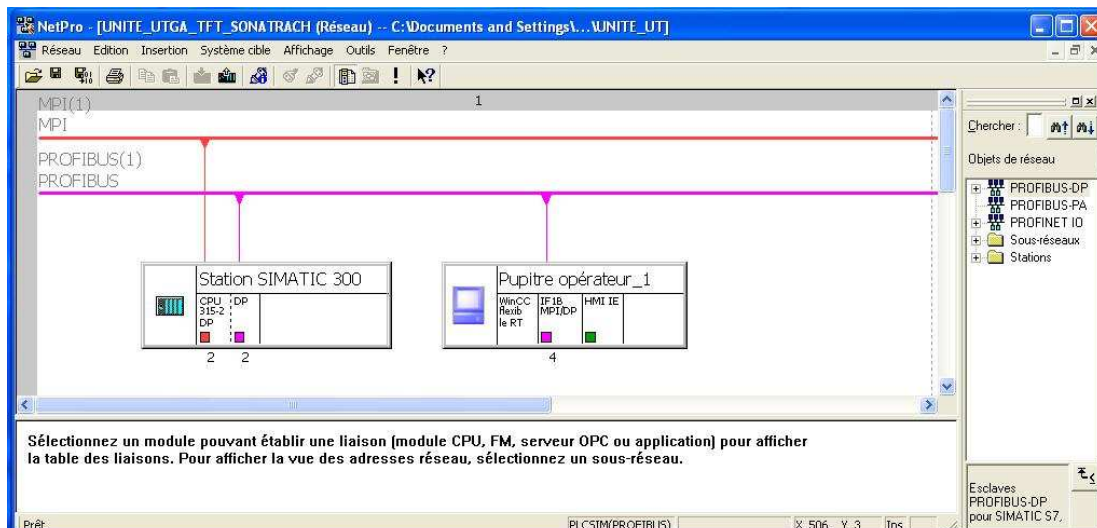 NetPro - [UNITE_UTGA_TFT_SONATRACH (Réseau) -- C:\Documents and Settings\...\UNITE_UT]
Réseau Edition Insertion Système cible Affichage Outils Fenêtre ?
MPI(1)
MPI
1
PROFIBUS(1)
PROFIBUS
Station SIMATIC 300
CPU
315-2
DP
DP
2 2
Pupitre opérateur_1
WinCC
flexib
le RT
IF1B
MPI/DP
HMI IE
4
Chercher :
Objets de réseau
PROFIBUS-DP
PROFIBUS-PA
PROFINET IO
Sous-réseaux
Stations
Sélectionnez un module pouvant établir une liaison (module CPU, FM, serveur OPC ou application) pour afficher
la table des liaisons. Pour afficher la vue des adresses réseau, sélectionnez un sous-réseau.
Esclaves
PROFIBUS-DP
pour SIMATIC S7,
Prêt PLCSIM(PROFIBUS) X 506 Y 3 Ins